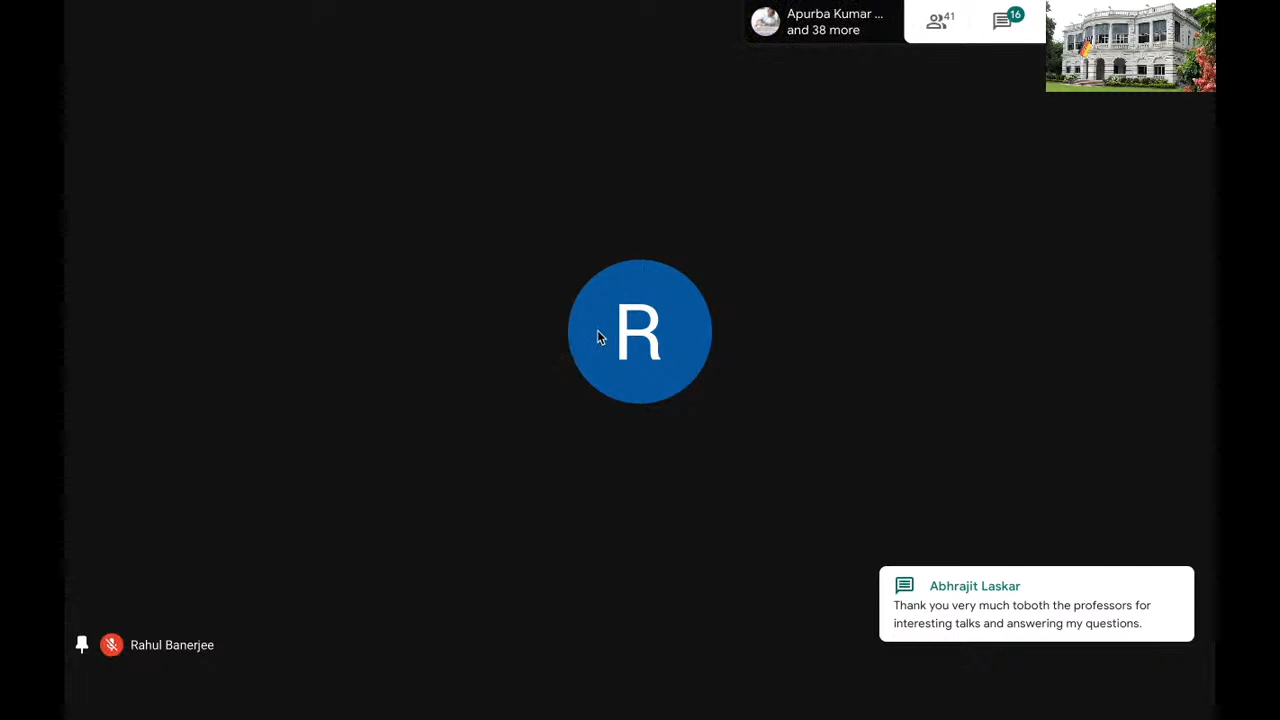 Apurba Kumar ...
and 38 more
41
16
R
Abhrajit Laskar
Thank you very much toboth the professors for
interesting talks and answering my questions.
Rahul Banerjee